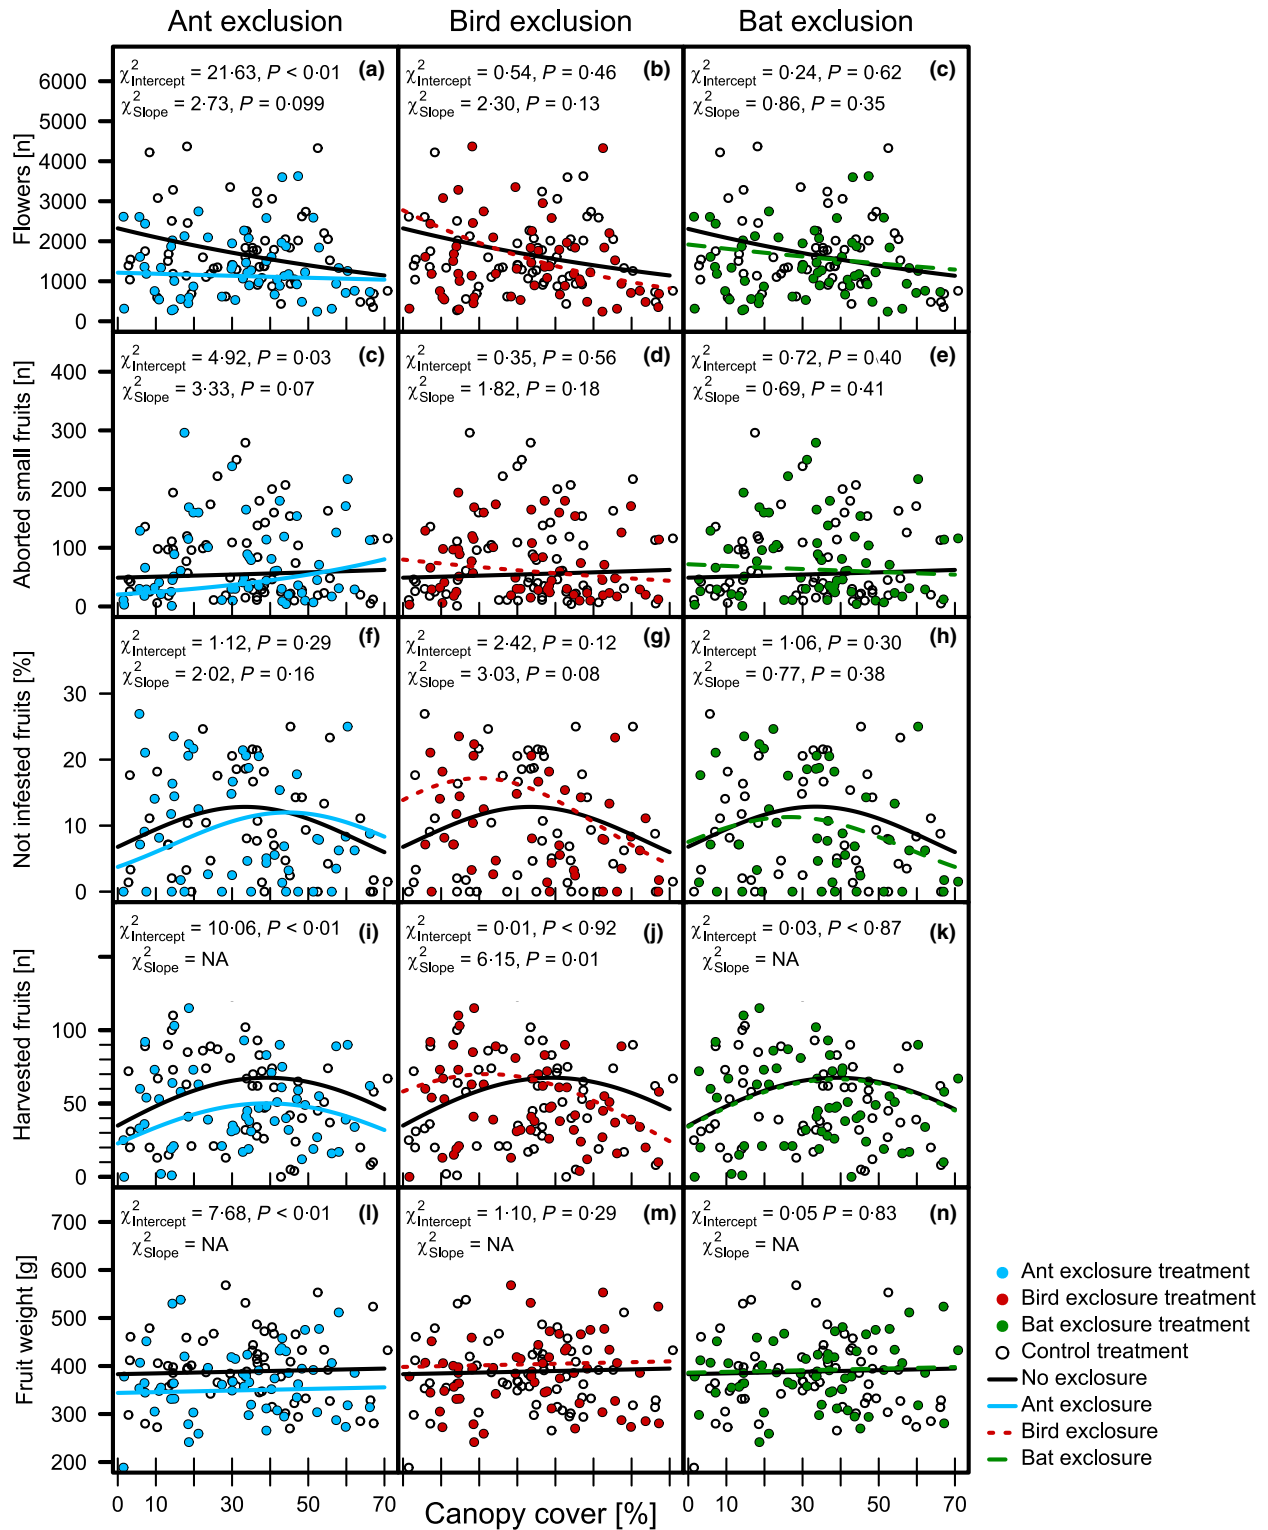 Ant exclusion Bird exclusion Bat exclusion
χ²Intercept = 21·63, P < 0·01 (a) χ²Intercept = 0·54, P = 0·46 (b) χ²Intercept = 0·24, P = 0·62 (c)
χ²Slope = 2·73, P = 0·099 χ²Slope = 2·30, P = 0·13 χ²Slope = 0·86, P = 0·35
Flowers [n]
6000
5000
4000
3000
2000
1000
0
χ²Intercept = 4·92, P = 0·03 (c) χ²Intercept = 0·35, P = 0·56 (d) χ²Intercept = 0·72, P = 0·40 (e)
χ²Slope = 3·33, P = 0·07 χ²Slope = 1·82, P = 0·18 χ²Slope = 0·69, P = 0·41
Aborted small fruits [n]
400
300
200
100
0
χ²Intercept = 1·12, P = 0·29 (f) χ²Intercept = 2·42, P = 0·12 (g) χ²Intercept = 1·06, P = 0·30 (h)
χ²Slope = 2·02, P = 0·16 χ²Slope = 3·03, P = 0·08 χ²Slope = 0·77, P = 0·38
Not infested fruits [%]
30
20
10
0
χ²Intercept = 10·06, P < 0·01 (i) χ²Intercept = 0·01, P < 0·92 (j) χ²Intercept = 0·03, P < 0·87 (k)
χ²Slope = NA χ²Slope = 6·15, P = 0·01 χ²Slope = NA
Harvested fruits [n]
100
50
0
χ²Intercept = 7·68, P < 0·01 (l) χ²Intercept = 1·10, P = 0·29 (m) χ²Intercept = 0·05 P = 0·83 (n)
χ²Slope = NA χ²Slope = NA χ²Slope = NA
Fruit weight [g]
700
600
500
400
300
200
0 10 30 50 70 0 10 30 50 70
Canopy cover [%]
Ant exclosure treatment
Bird exclosure treatment
Bat exclosure treatment
Control treatment
No exclosure
Ant exclosure
Bird exclosure
Bat exclosure